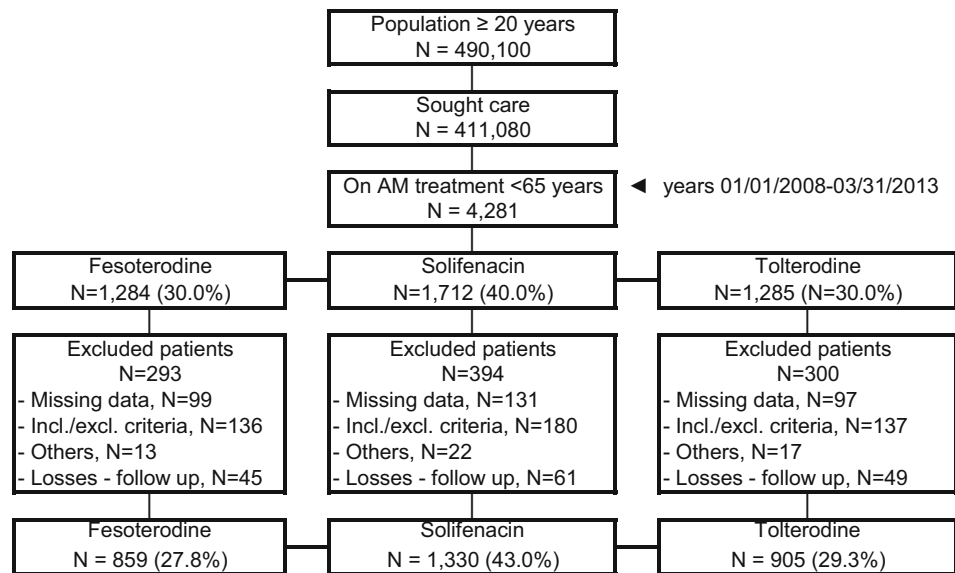 Population ≥ 20 years
N = 490,100
Sought care
N = 411,080
On AM treatment <65 years
N = 4,281
◄ years 01/01/2008-03/31/2013
Fesoterodine
N=1,284 (30.0%)
Solifenacin
N=1,712 (40.0%)
Tolterodine
N=1,285 (N=30.0%)
Excluded patients
N=293
- Missing data, N=99
- Incl./excl. criteria, N=136
- Others, N=13
- Losses - follow up, N=45
Excluded patients
N=394
- Missing data, N=131
- Incl./excl. criteria, N=180
- Others, N=22
- Losses - follow up, N=61
Excluded patients
N=300
- Missing data, N=97
- Incl./excl. criteria, N=137
- Others, N=17
- Losses - follow up, N=49
Fesoterodine
N = 859 (27.8%)
Solifenacin
N = 1,330 (43.0%)
Tolterodine
N = 905 (29.3%)